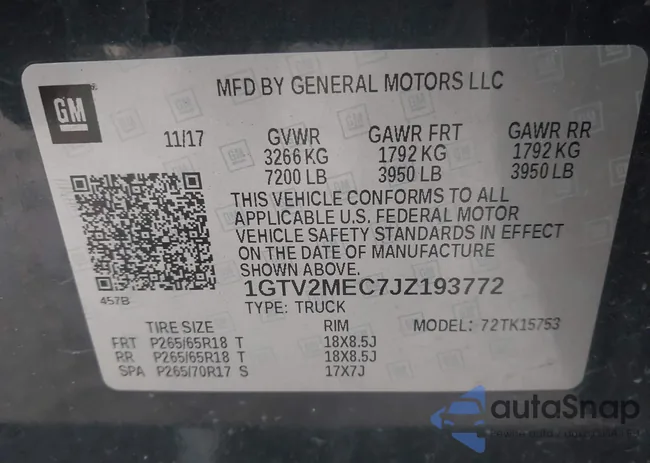 MFD BY GENERAL MOTORS LLC
GM
11/17 GVWR GAWR FRT GAWR RR
3266 KG 1792 KG 1792 KG
7200 LB 3950 LB 3950 LB
THIS VEHICLE CONFORMS TO ALL
APPLICABLE U.S. FEDERAL MOTOR
VEHICLE SAFETY STANDARDS IN EFFECT
ON THE DATE OF MANUFACTURE
SHOWN ABOVE.
457B
1GTV2MEC7JZ193772
TYPE: TRUCK
TIRE SIZE RIM MODEL: 72TK15753
FRT P265/65R18 T 18X8.5J
RR P265/65R18 T 18X8.5J
SPA P265/70R17 S 17X7J
autaSnap